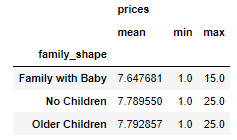 prices
mean min max
family_shape
Family with Baby 7.647681 1.0 15.0
No Children 7.789550 1.0 25.0
Older Children 7.792857 1.0 25.0